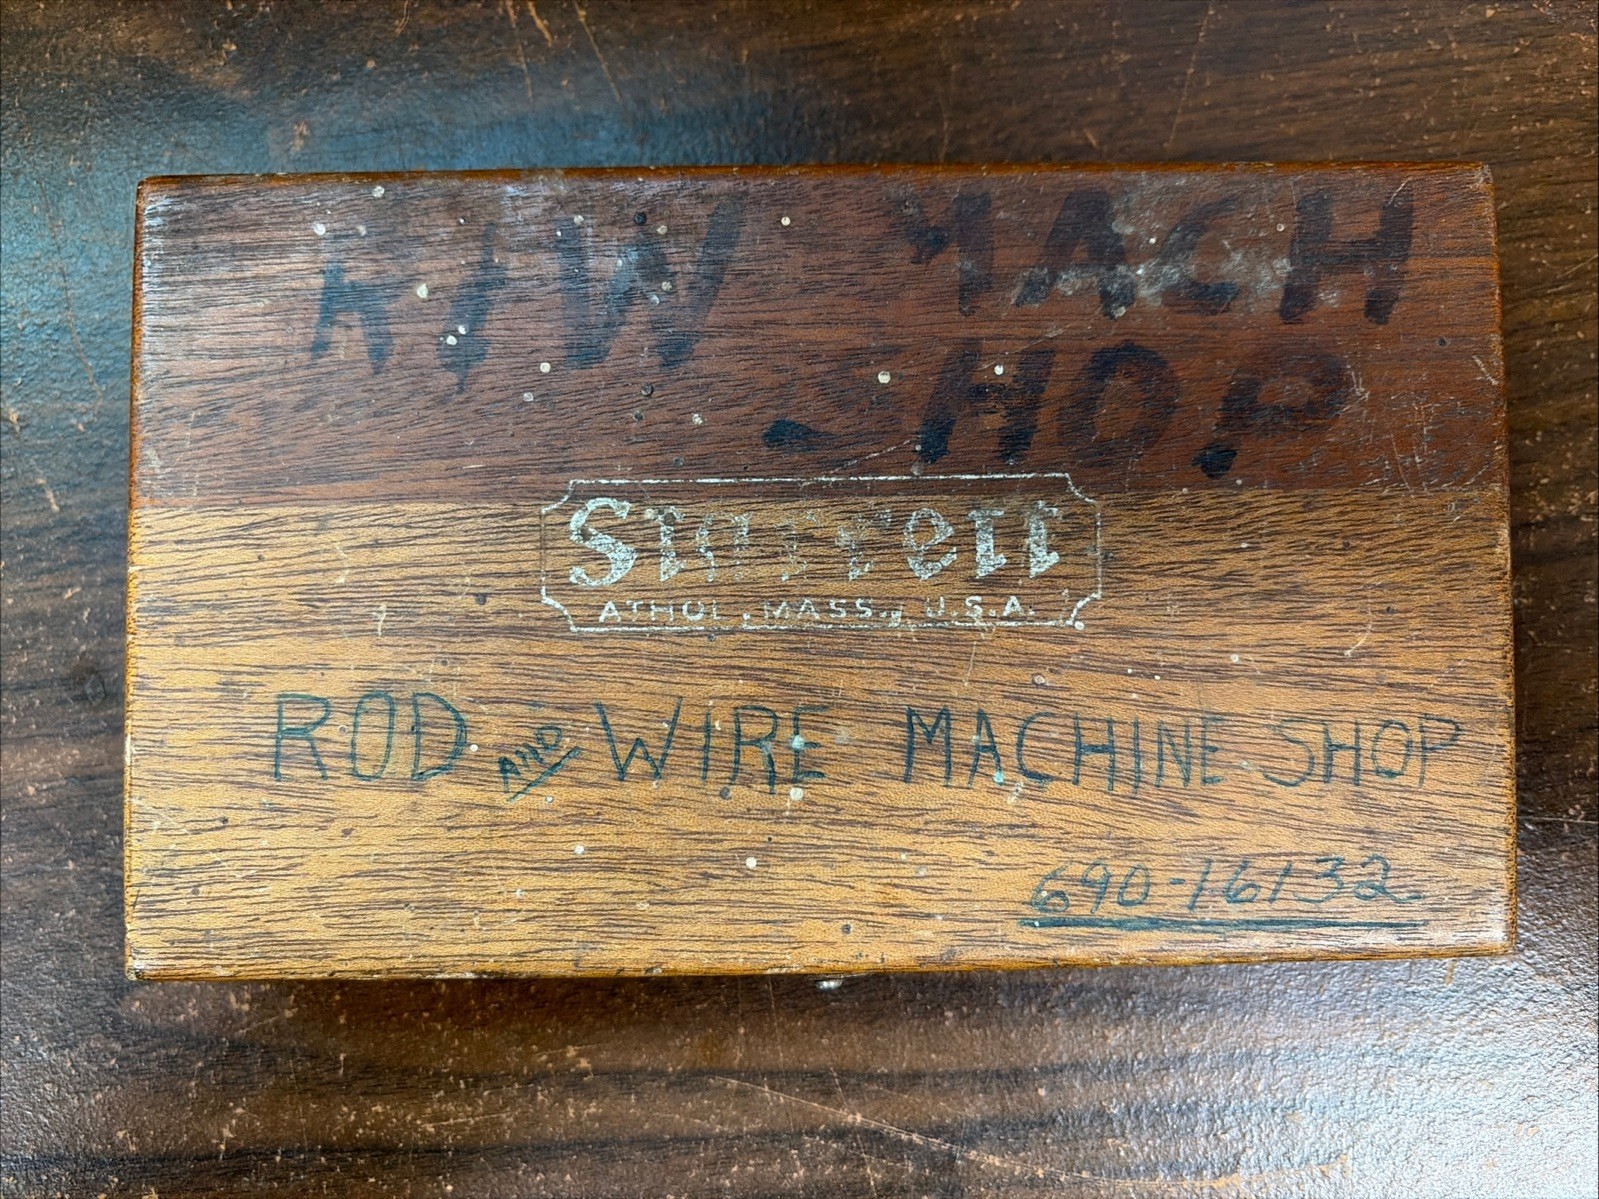 R/W MACH
SHOP
Starrett
ATHOL, MASS., U.S.A.
ROD AND WIRE MACHINE SHOP
690-16132